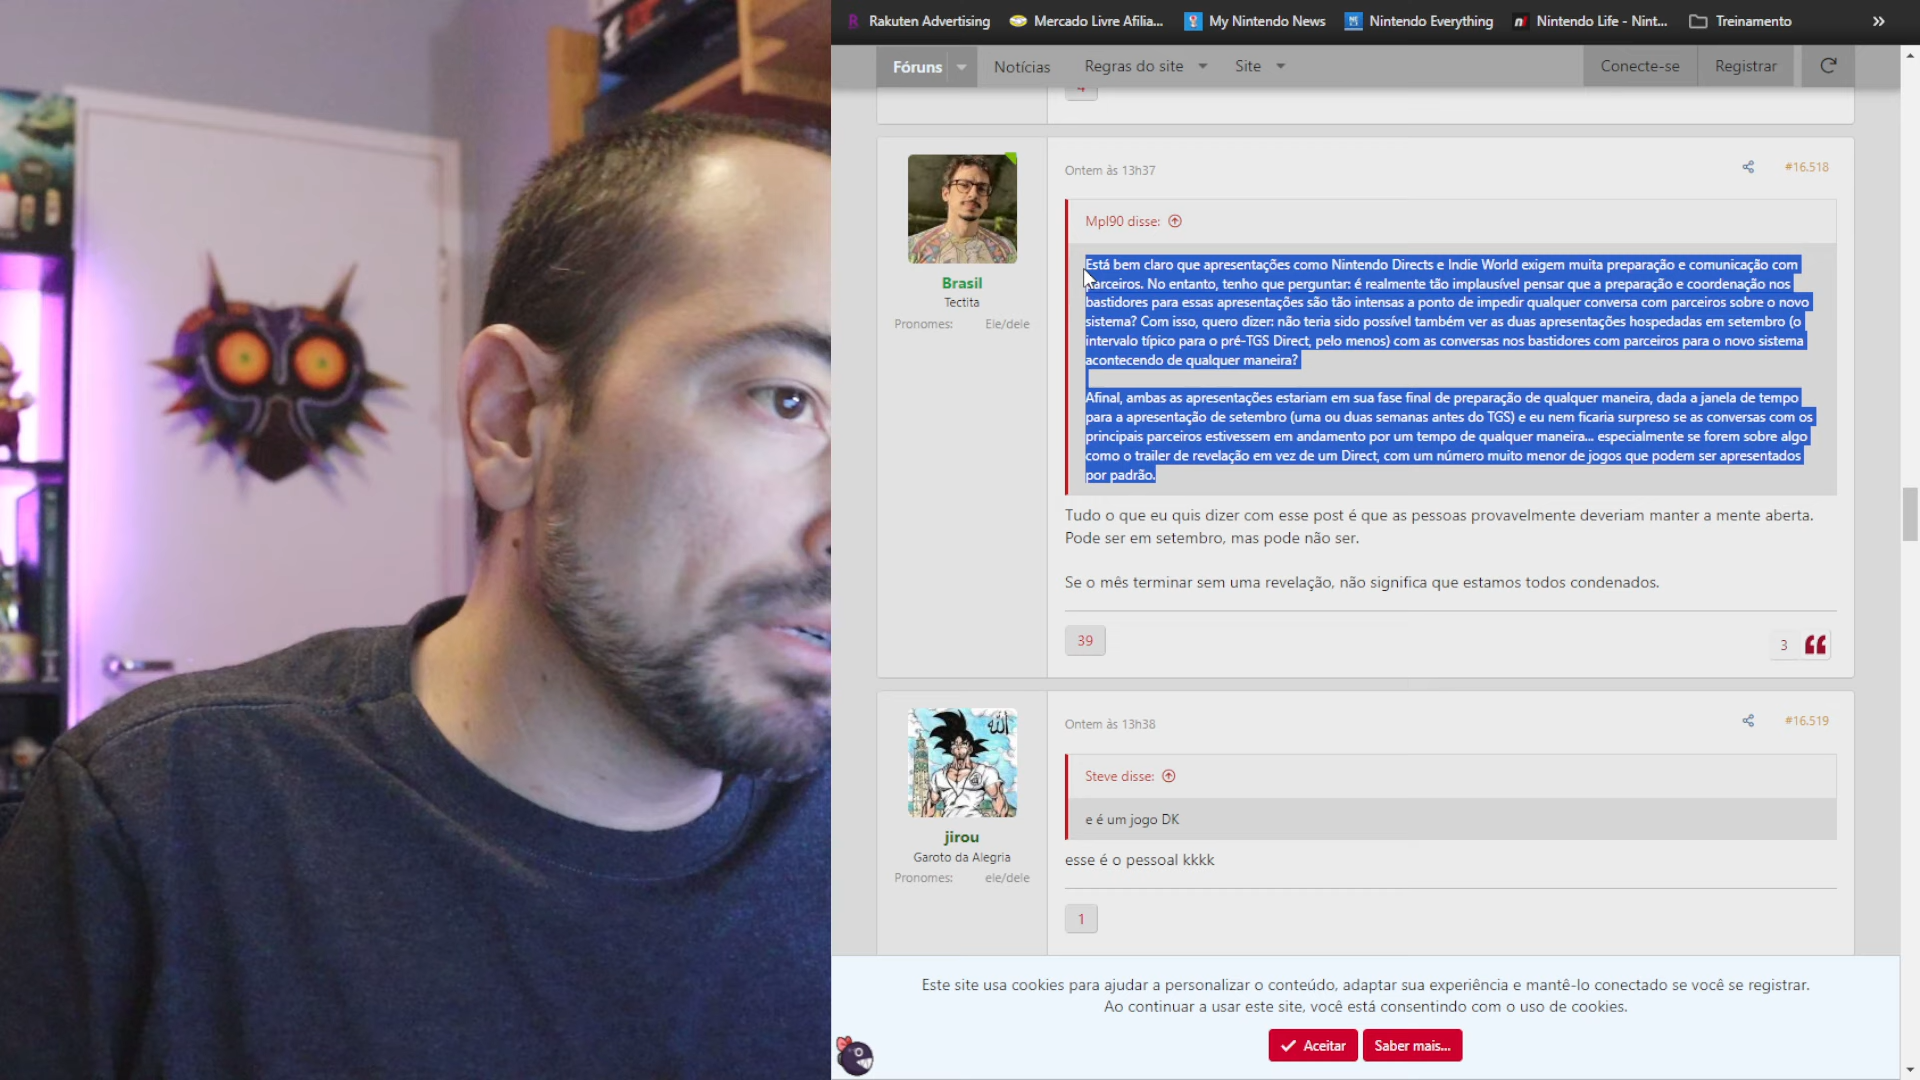 Rakuten Advertising
Mercado Livre Afilia...
My Nintendo News
Nintendo Everything
Nintendo Life - Nint...
Treinamento
Fóruns
Notícias
Regras do site
Site
Conecte-se
Registrar
Ontem às 13h37
#16.518
Brasil
Tectita
Pronomes: Ele/dele
Mpl90 disse:
Está bem claro que apresentações como Nintendo Directs e Indie World exigem muita preparação e comunicação com
parceiros. No entanto, tenho que perguntar: é realmente tão implausível pensar que a preparação e coordenação nos
bastidores para essas apresentações são tão intensas a ponto de impedir qualquer conversa com parceiros sobre o novo
sistema? Com isso, quero dizer: não teria sido possível também ver as duas apresentações hospedadas em setembro (o
intervalo típico para o pré-TGS Direct, pelo menos) com as conversas nos bastidores com parceiros para o novo sistema
acontecendo de qualquer maneira?
Afinal, ambas as apresentações estariam em sua fase final de preparação de qualquer maneira, dada a janela de tempo
para a apresentação de setembro (uma ou duas semanas antes do TGS) e eu nem ficaria surpreso se as conversas com os
principais parceiros estivessem em andamento por um tempo de qualquer maneira... especialmente se forem sobre algo
como o trailer de revelação em vez de um Direct, com um número muito menor de jogos que podem ser apresentados
por padrão.
Tudo o que eu quis dizer com esse post é que as pessoas provavelmente deveriam manter a mente aberta.
Pode ser em setembro, mas pode não ser.
Se o mês terminar sem uma revelação, não significa que estamos todos condenados.
39
3
Ontem às 13h38
#16.519
jirou
Garoto da Alegria
Pronomes: ele/dele
Steve disse:
e é um jogo DK
esse é o pessoal kkkk
1
Este site usa cookies para ajudar a personalizar o conteúdo, adaptar sua experiência e mantê-lo conectado se você se registrar.
Ao continuar a usar este site, você está consentindo com o uso de cookies.
Aceitar
Saber mais...